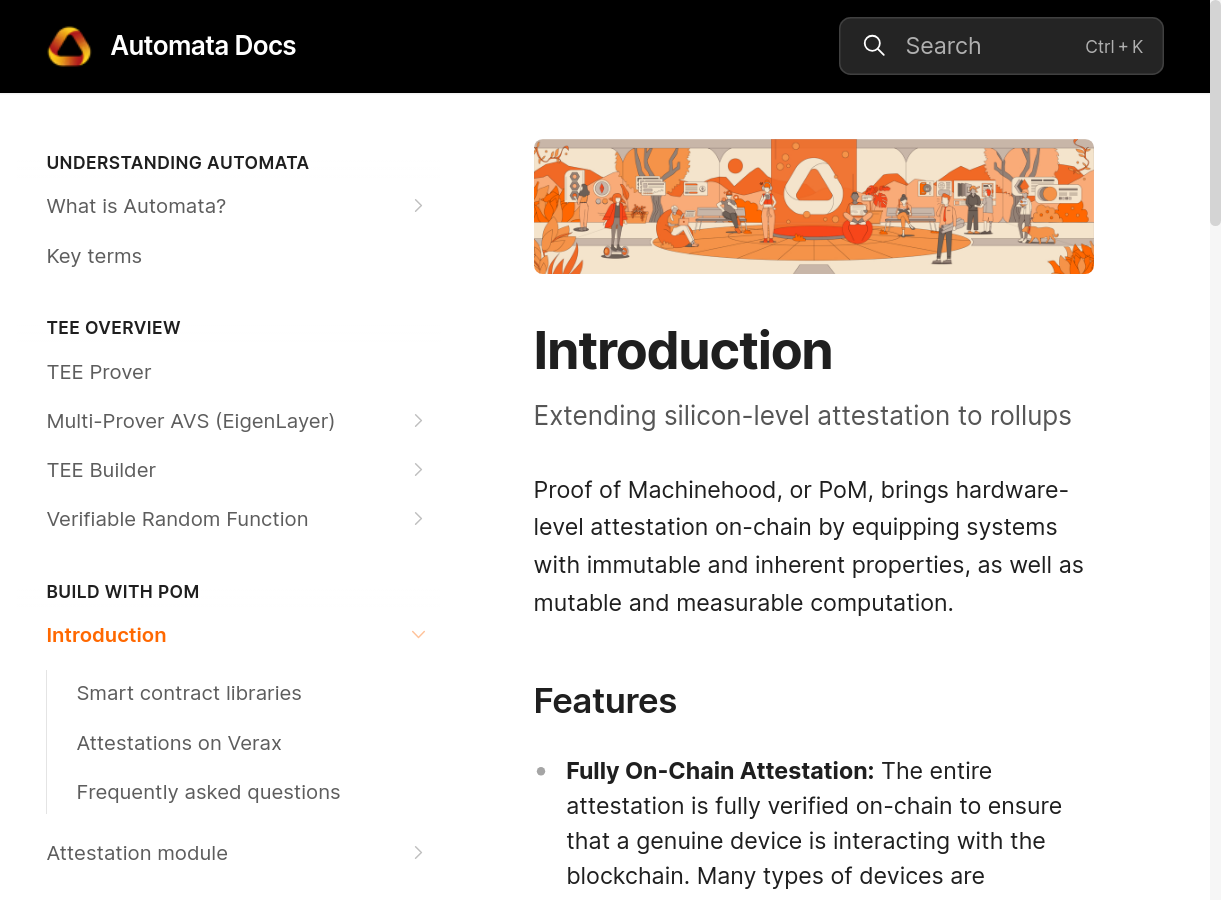 Automata Docs
Search
Ctrl + K
UNDERSTANDING AUTOMATA
What is Automata?
Key terms
TEE OVERVIEW
TEE Prover
Multi-Prover AVS (EigenLayer)
TEE Builder
Verifiable Random Function
BUILD WITH POM
Introduction
Smart contract libraries
Attestations on Verax
Frequently asked questions
Attestation module
Introduction
Extending silicon-level attestation to rollups
Proof of Machinehood, or PoM, brings hardware-
level attestation on-chain by equipping systems
with immutable and inherent properties, as well as
mutable and measurable computation.
Features
Fully On-Chain Attestation: The entire
attestation is fully verified on-chain to ensure
that a genuine device is interacting with the
blockchain. Many types of devices are